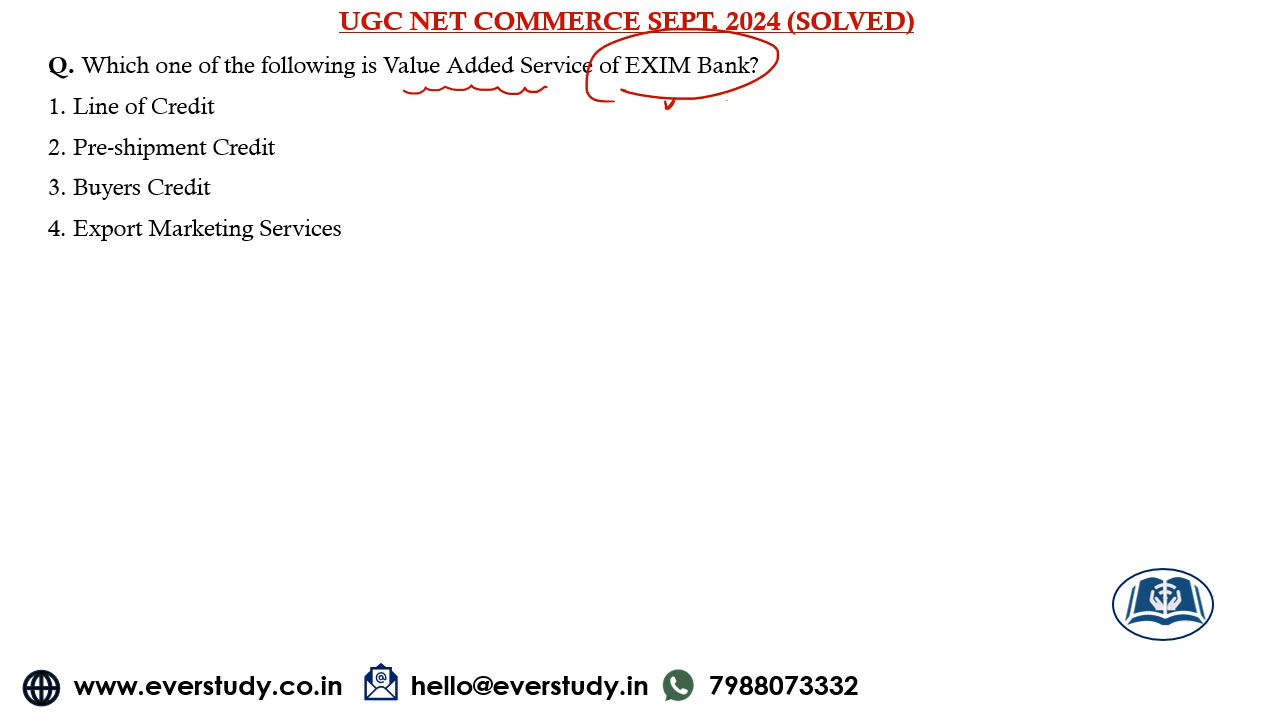 UGC NET COMMERCE SEPT. 2024 (SOLVED)
Q. Which one of the following is Value Added Service of EXIM Bank?
1. Line of Credit
2. Pre-shipment Credit
3. Buyers Credit
4. Export Marketing Services
www.everstudy.co.in hello@everstudy.in 7988073332